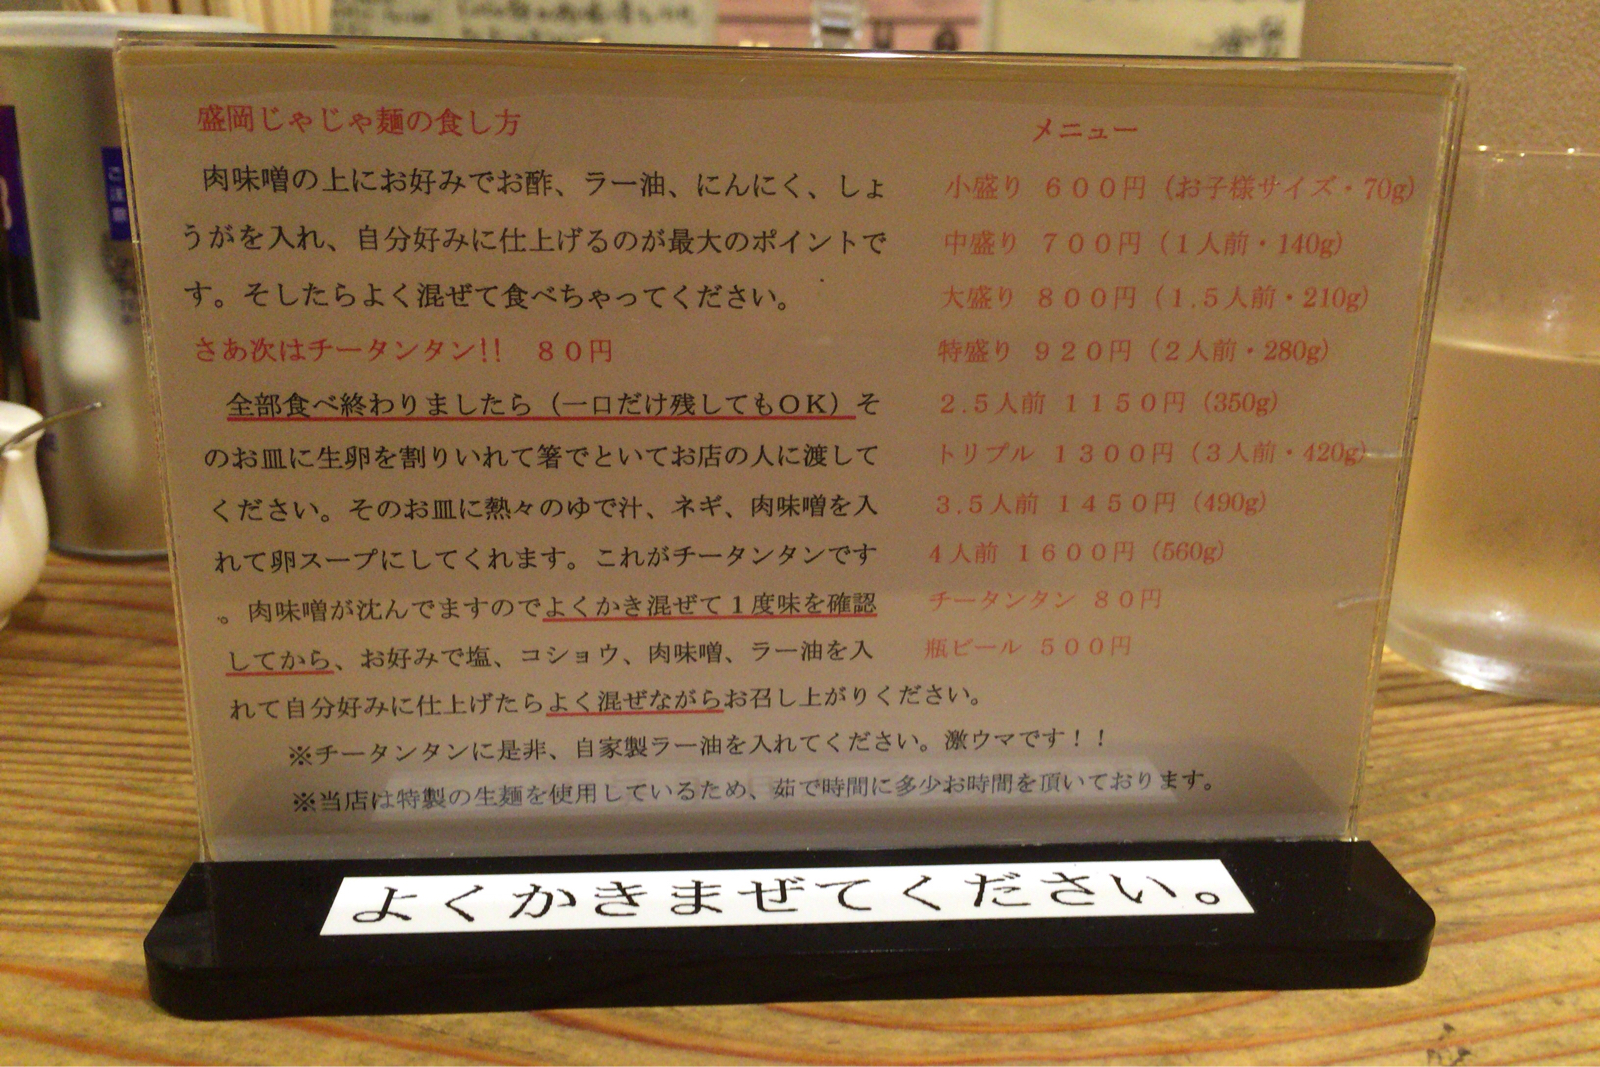 盛岡じゃじゃ麺の食し方
肉味噌の上にお好みでお酢、ラー油、にんにく、しょ
うがを入れ、自分好みに仕上げるのが最大のポイントで
す。そしたらよく混ぜて食べちゃってください。
さあ次はチータンタン!! 80円
全部食べ終わりましたら（一口だけ残してもOK）そ
のお皿に生卵を割りいれて箸でといてお店の人に渡して
ください。そのお皿に熱々のゆで汁、ネギ、肉味噌を入
れて卵スープにしてくれます。これがチータンタンです
。肉味噌が沈んでますのでよくかき混ぜて1度味を確認
してから、お好みで塩、コショウ、肉味噌、ラー油を入
れて自分好みに仕上げたらよく混ぜながらお召し上がりください。
※チータンタンに是非、自家製ラー油を入れてください。激ウマです！！
※当店は特製の生麺を使用しているため、茹で時間に多少お時間を頂いております。
メニュー
小盛り 600円（お子様サイズ・70g）
中盛り 700円（1人前・140g）
大盛り 800円（1.5人前・210g）
特盛り 920円（2人前・280g）
2.5人前 1150円（350g）
トリプル 1300円（3人前・420g）
3.5人前 1450円（490g）
4人前 1600円（560g）
チータンタン 80円
瓶ビール 500円
よくかきまぜてください。
ご注意